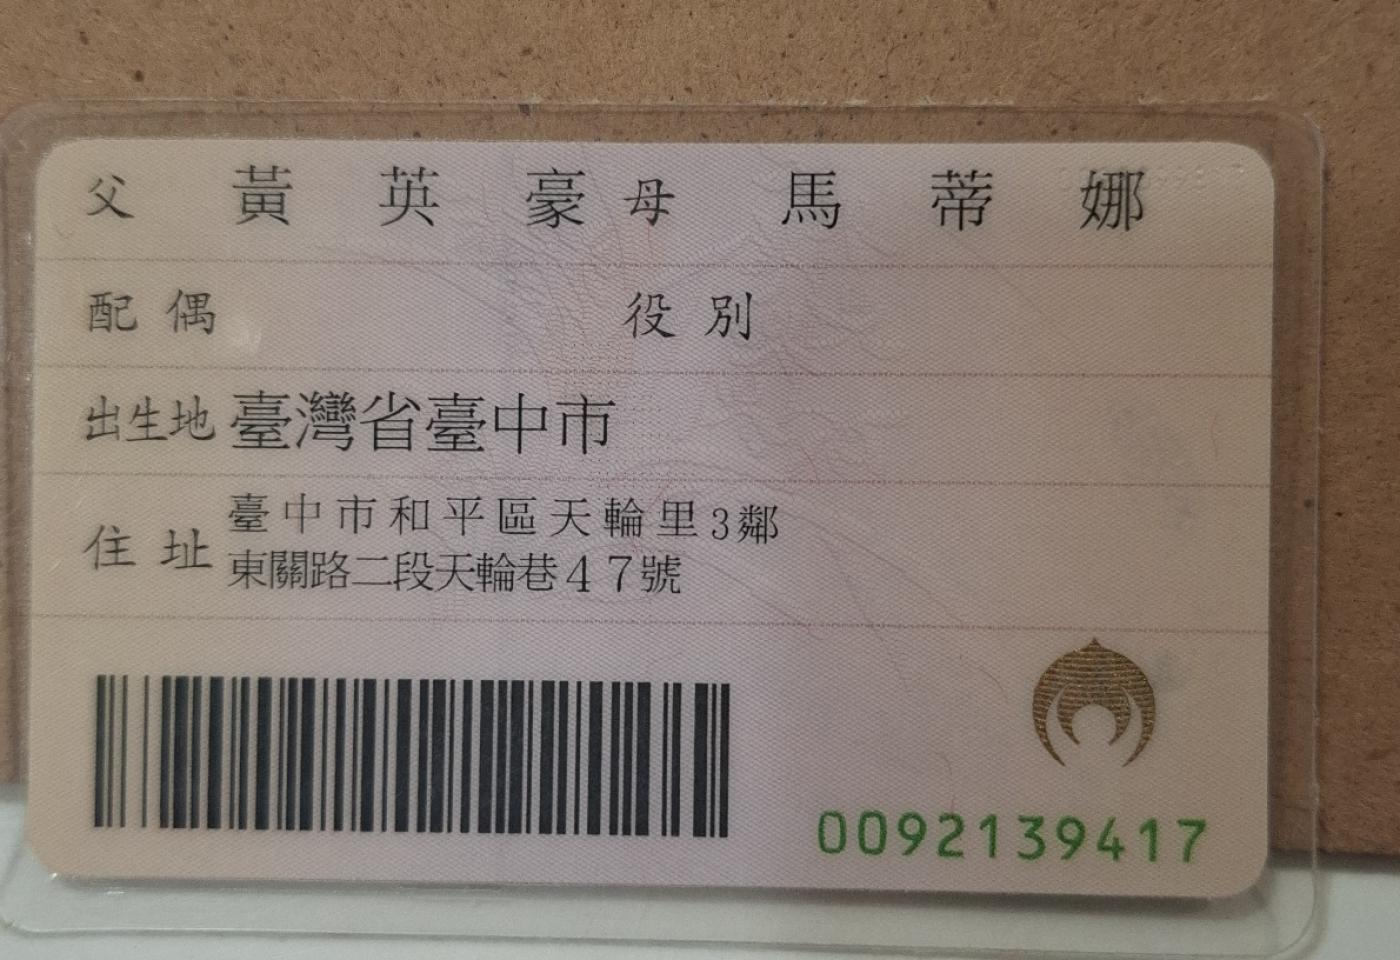 父 黃英豪 母 馬蒂娜
配偶 役別
出生地 臺灣省臺中市
住址 臺中市和平區天輪里3鄰
東關路二段天輪巷47號
0092139417